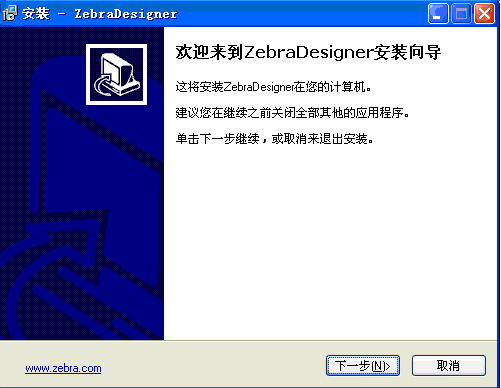 安装 - ZebraDesigner
欢迎来到ZebraDesigner安装向导
这将安装ZebraDesigner在您的计算机。
建议您在继续之前关闭全部其他的应用程序。
单击下一步继续，或取消来退出安装。
www.zebra.com
下一步(N)>
取消